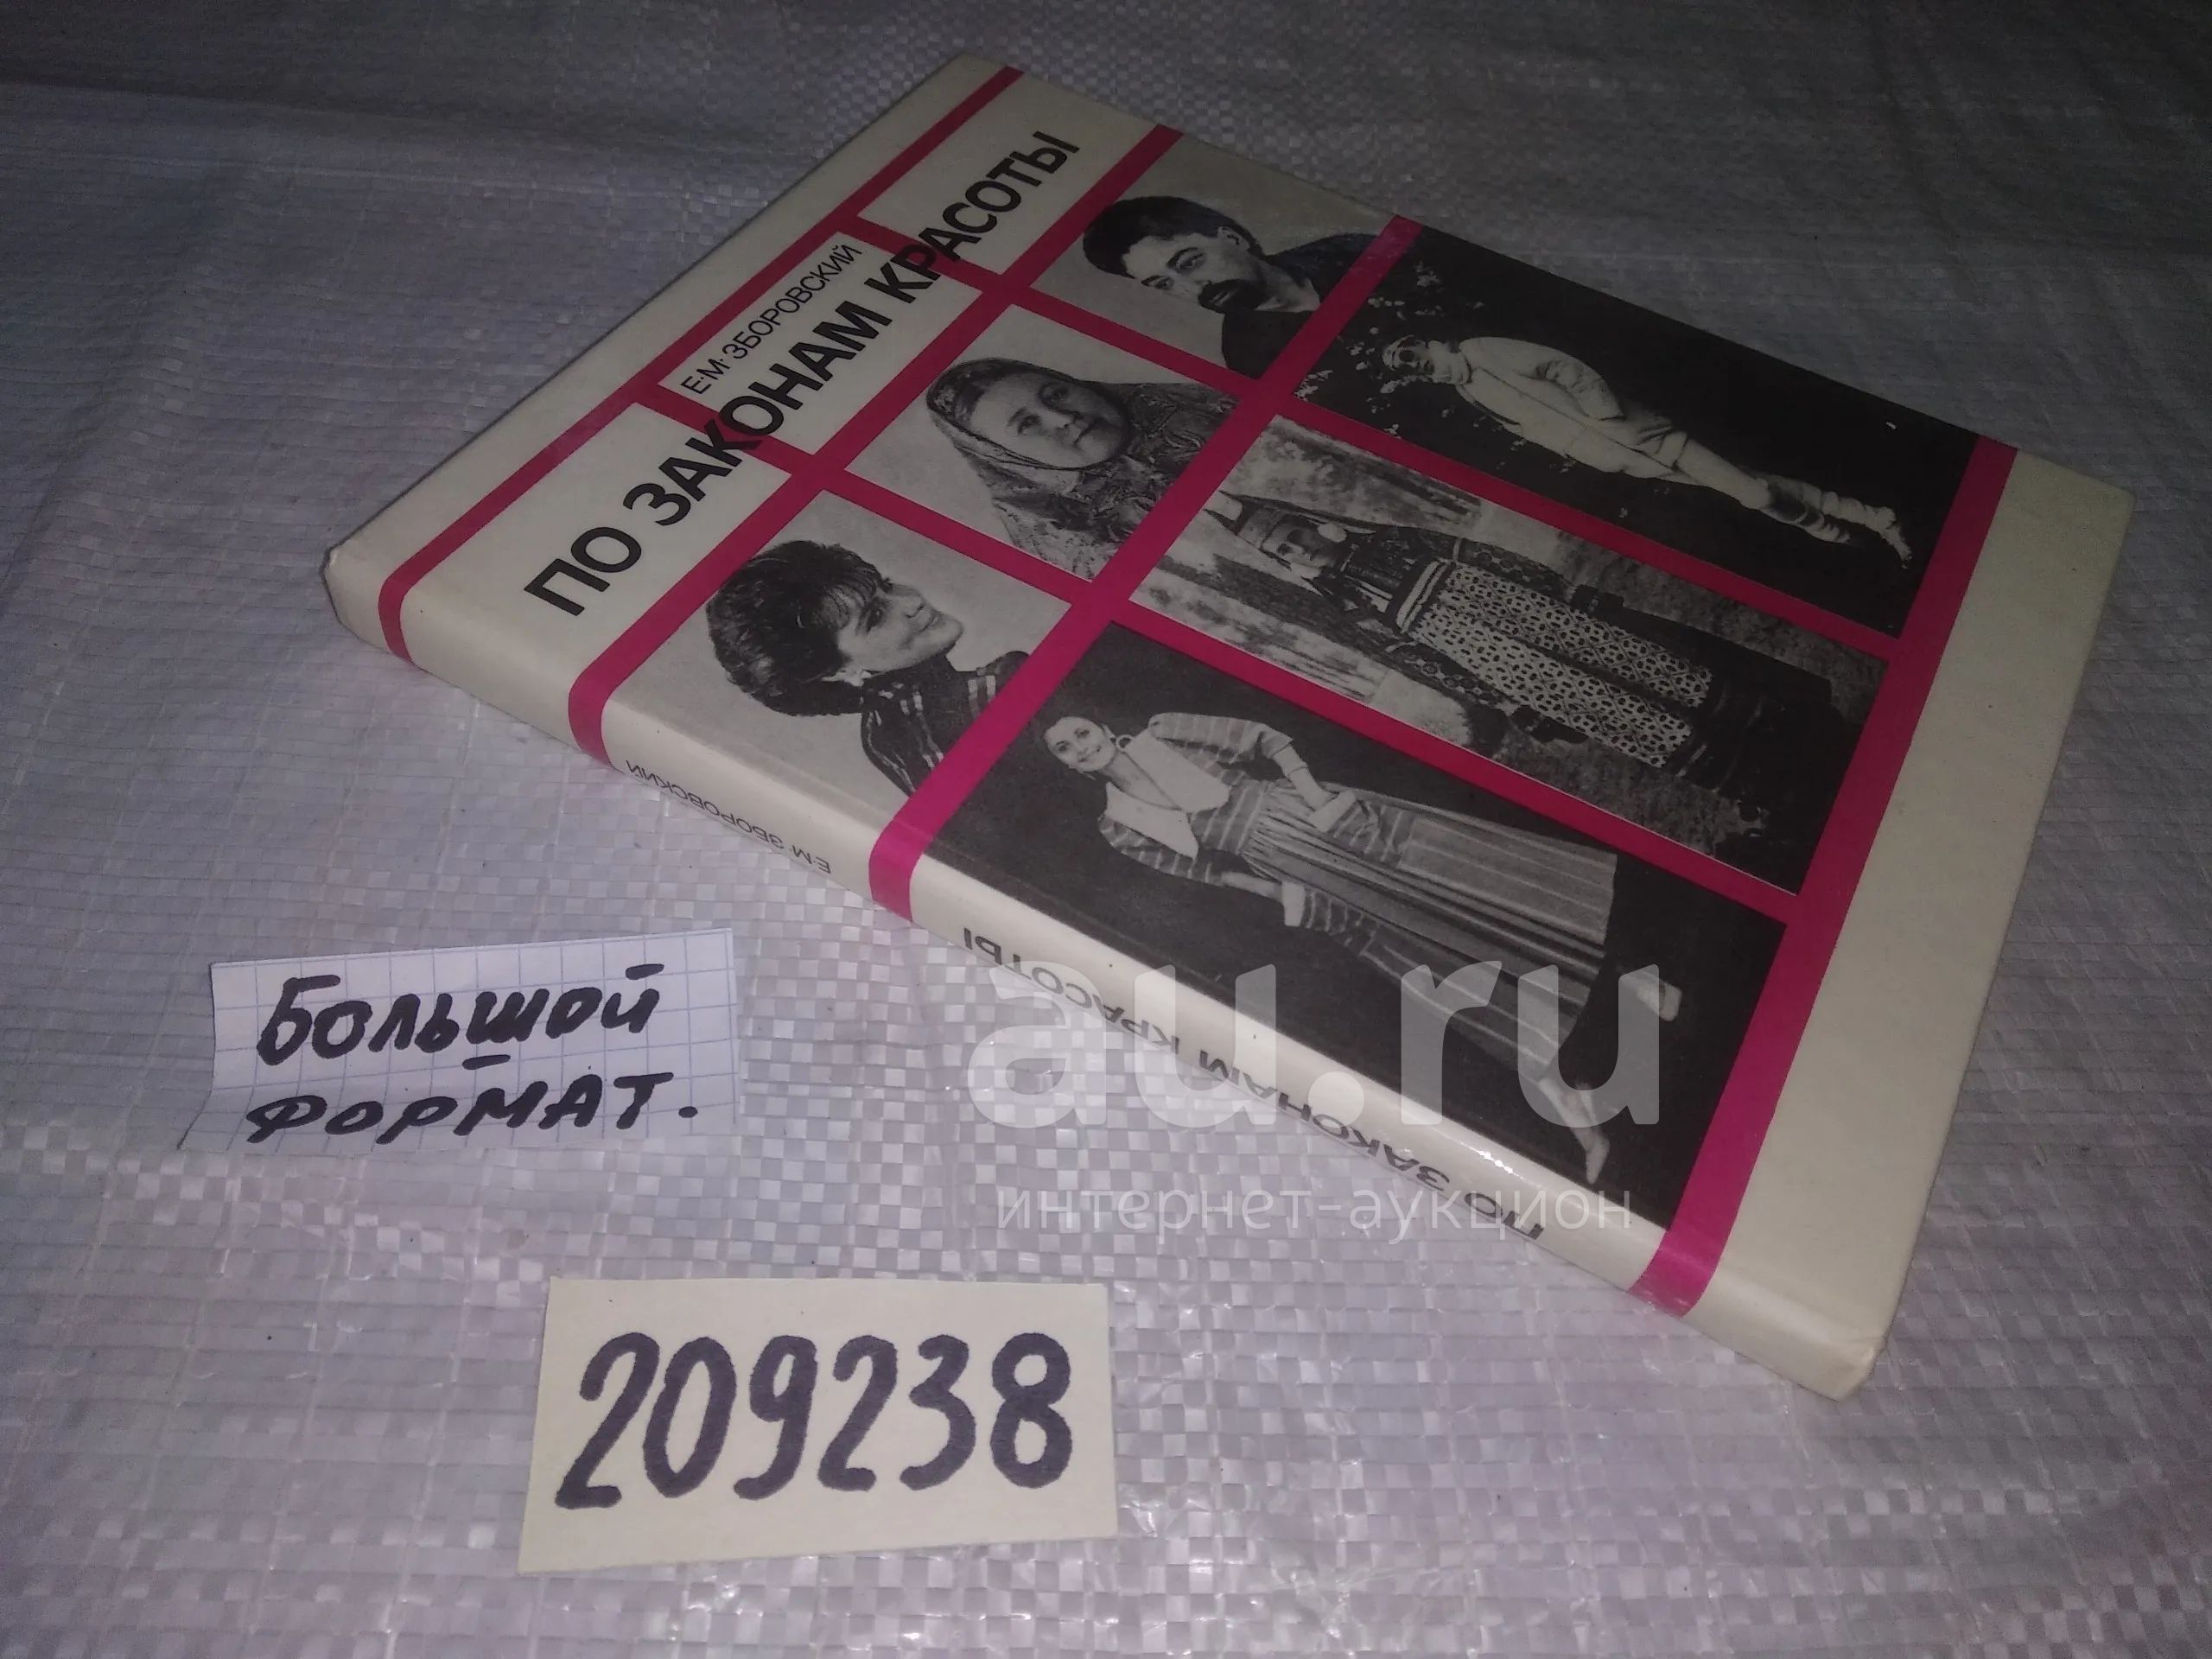 Е·М·ЗБОРОВСКИЙ
ПО ЗАКОНАМ КРАСОТЫ
Е·М·ЗБОРОВСКИЙ
ПО ЗАКОНАМ КРАСОТЫ
Большой
формат.
209238
au.ru
интернет-аукцион